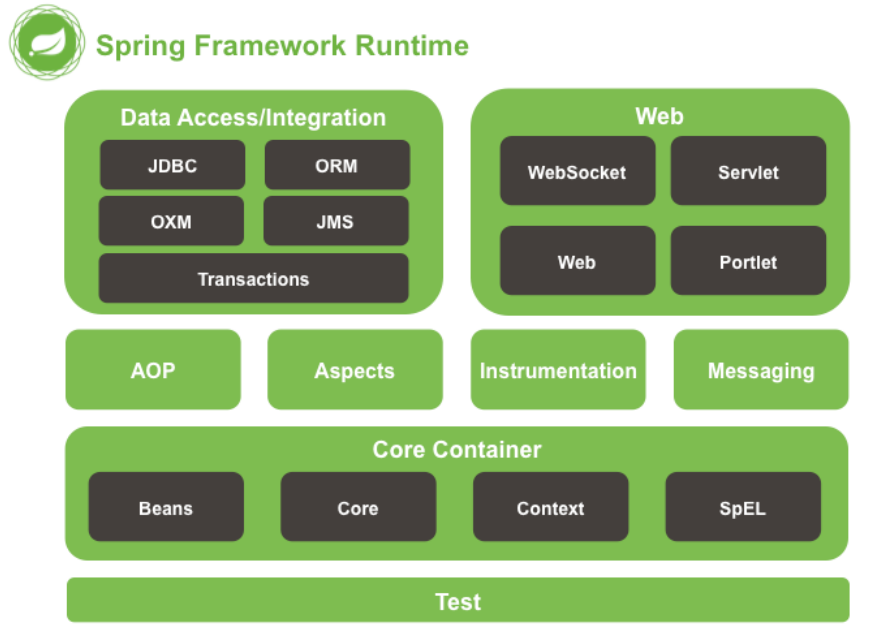 Spring Framework Runtime
Data Access/Integration
JDBC
ORM
OXM
JMS
Transactions
Web
WebSocket
Servlet
Web
Portlet
AOP
Aspects
Instrumentation
Messaging
Core Container
Beans
Core
Context
SpEL
Test